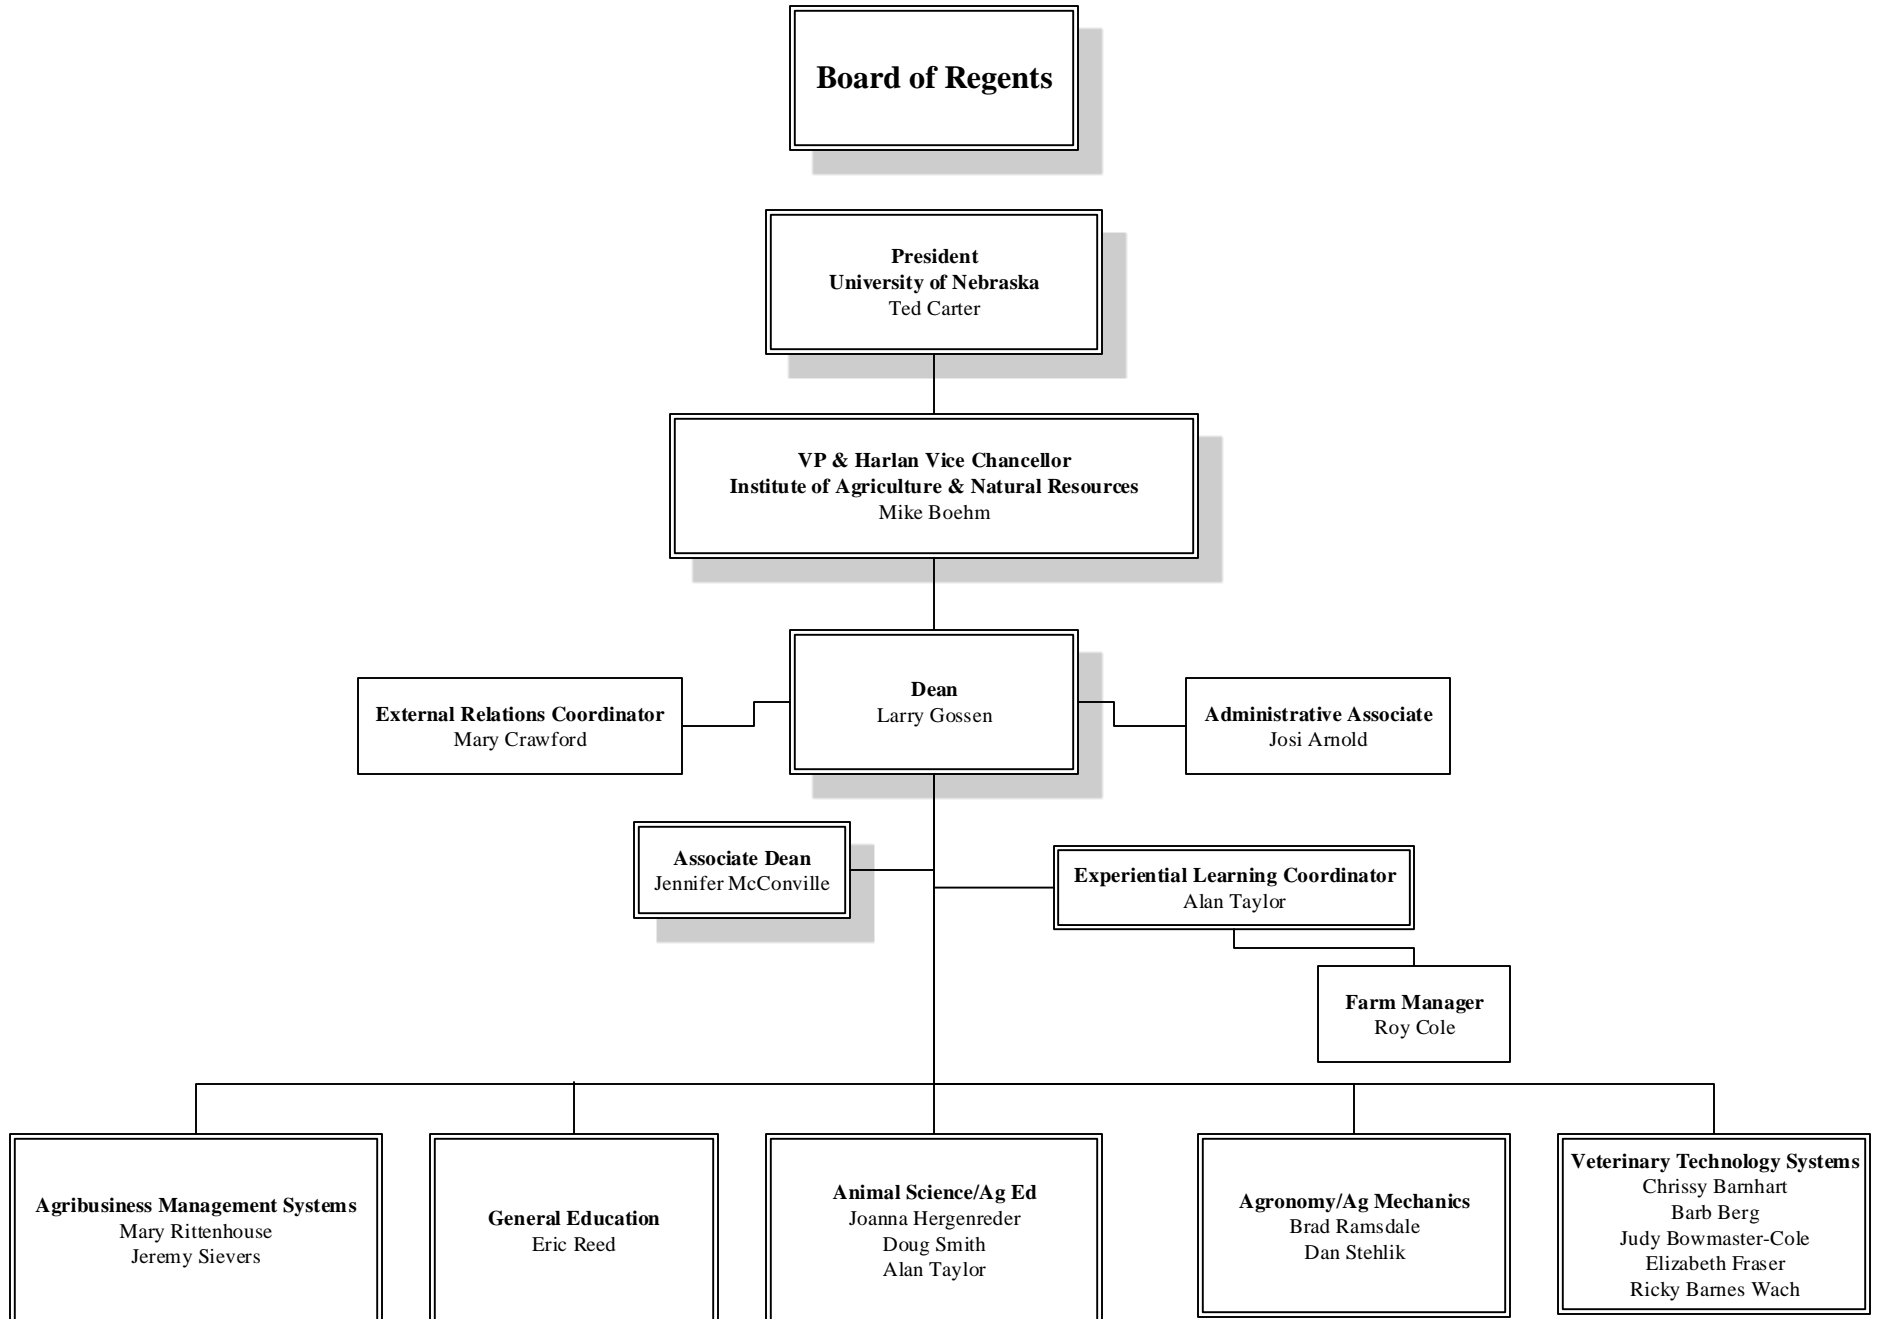 Board of Regents
President
University of Nebraska
Ted Carter
VP & Harlan Vice Chancellor
Institute of Agriculture & Natural Resources
Mike Boehm
Dean
Larry Gossen
External Relations Coordinator
Mary Crawford
Administrative Associate
Josi Arnold
Associate Dean
Jennifer McConville
Experiential Learning Coordinator
Alan Taylor
Farm Manager
Roy Cole
Agribusiness Management Systems
Mary Rittenhouse
Jeremy Sievers
General Education
Eric Reed
Animal Science/Ag Ed
Joanna Hergenreder
Doug Smith
Alan Taylor
Agronomy/Ag Mechanics
Brad Ramsdale
Dan Stehlik
Veterinary Technology Systems
Chrissy Barnhart
Barb Berg
Judy Bowmaster-Cole
Elizabeth Fraser
Ricky Barnes Wach